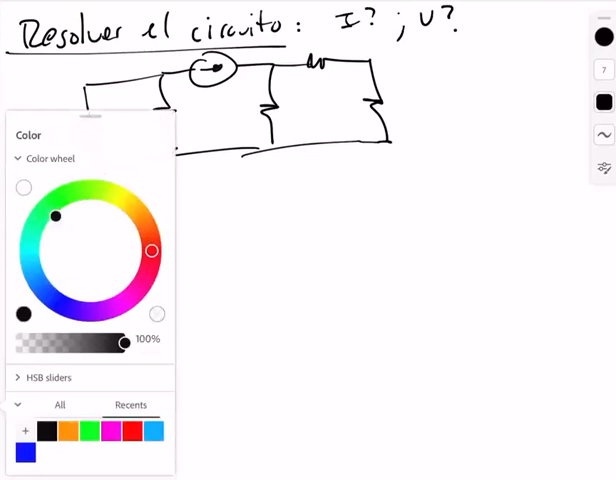 Resolver el circuito: I? ; U?
7
Color
Color wheel
100%
HSB sliders
All Recents
+